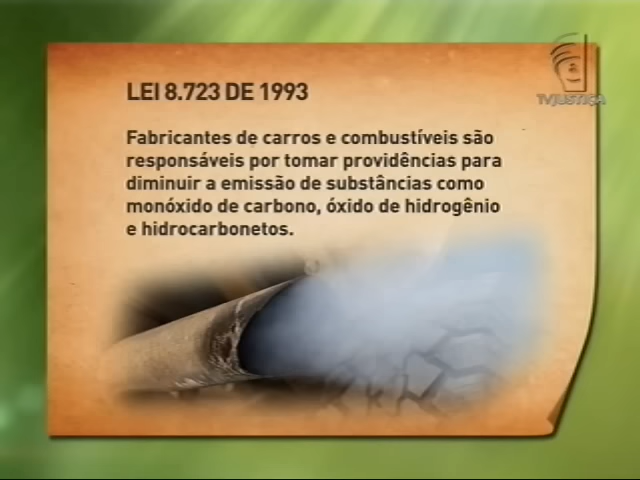 TVJUSTIÇA
LEI 8.723 DE 1993
Fabricantes de carros e combustíveis são
responsáveis por tomar providências para
diminuir a emissão de substâncias como
monóxido de carbono, óxido de hidrogênio
e hidrocarbonetos.